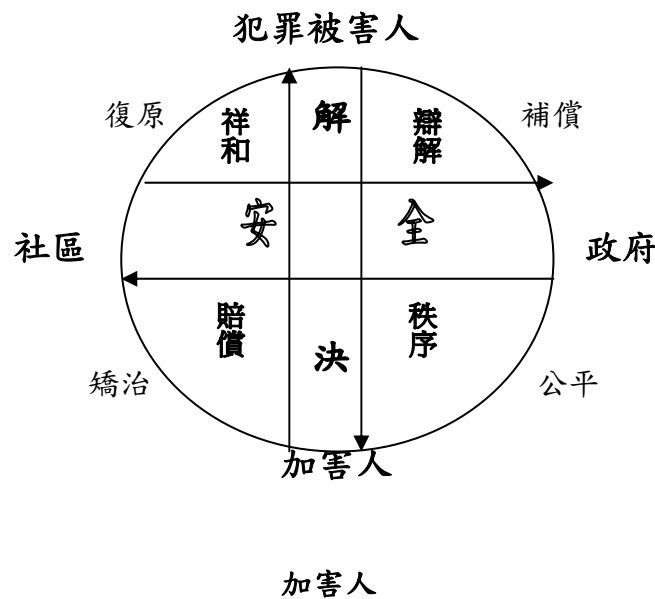 犯罪被害人
復原
祥和
解
辯解
補償
社區
安
全
政府
賠償
決
秩序
矯治
公平
加害人
加害人